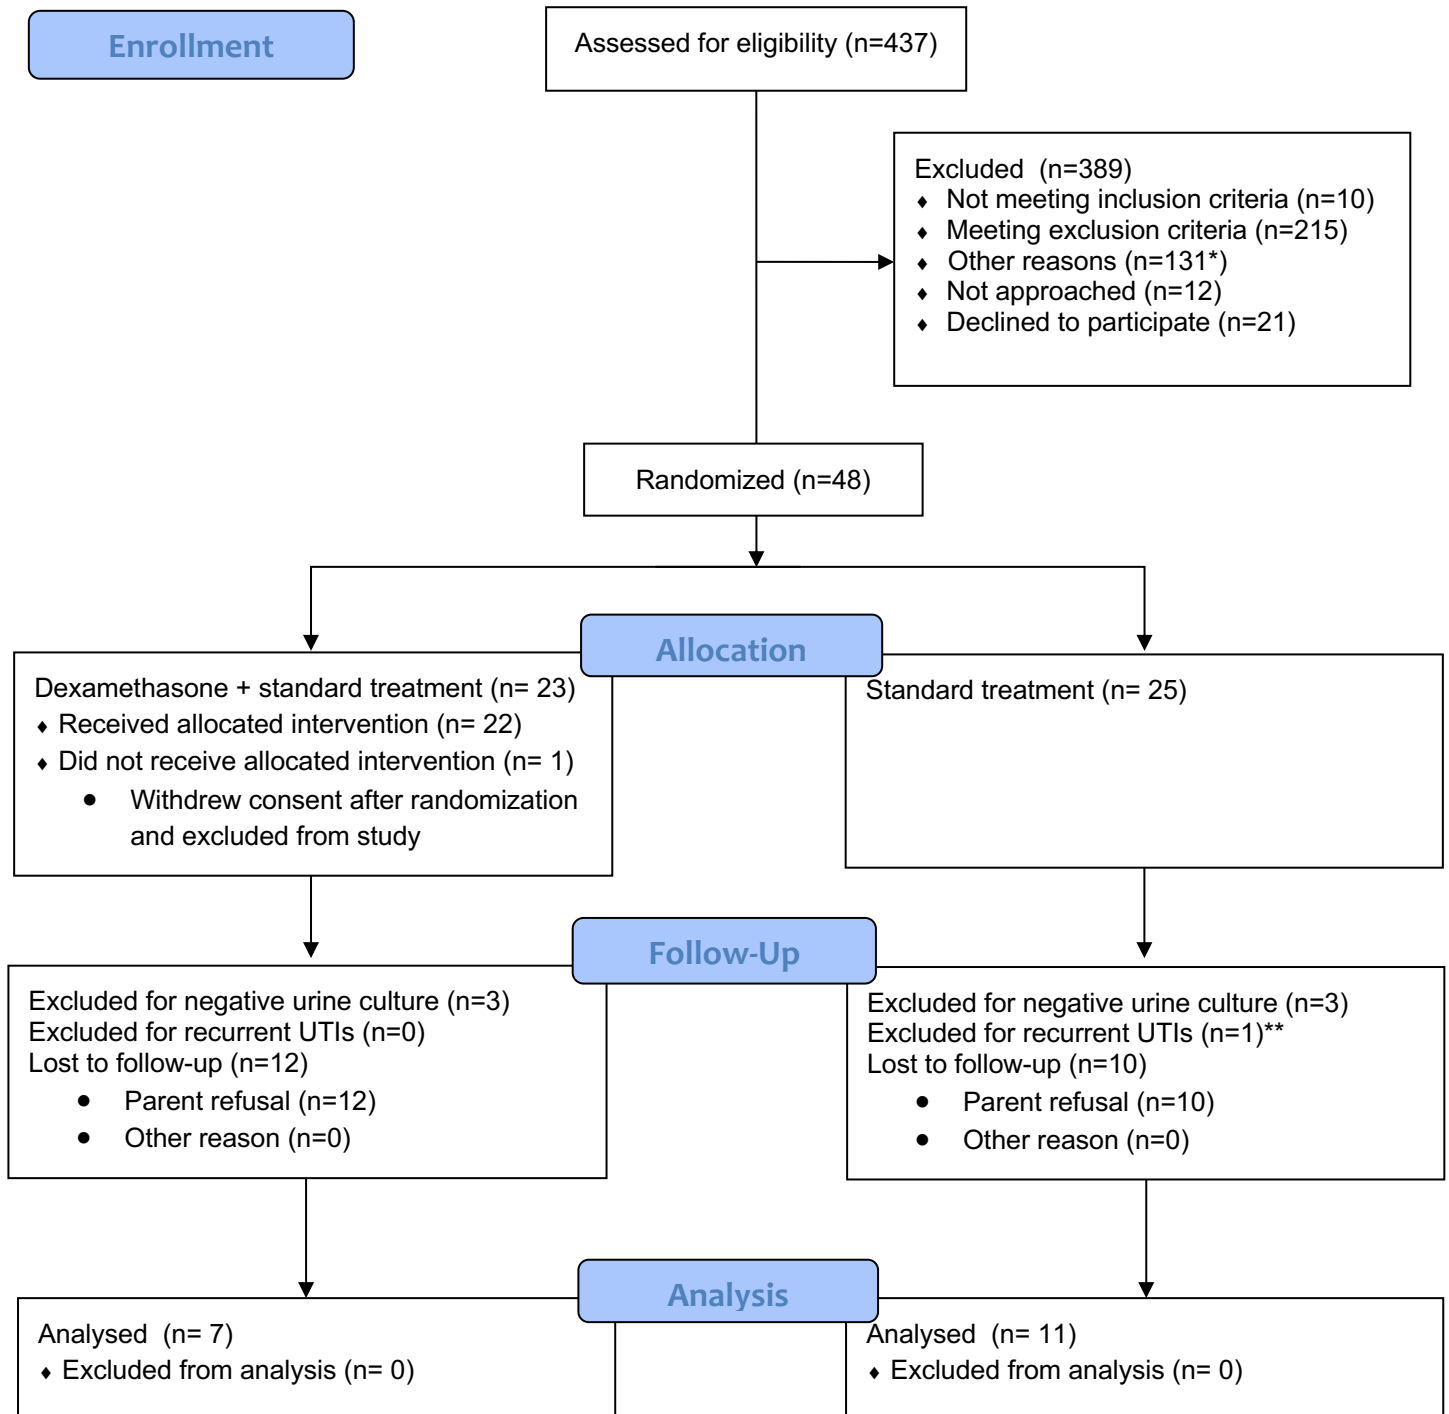 Enrollment
Assessed for eligibility (n=437)
Excluded  (n=389)
⬧ Not meeting inclusion criteria (n=10)
⬧ Meeting exclusion criteria (n=215)
⬧ Other reasons (n=131*)
⬧ Not approached (n=12)
⬧ Declined to participate (n=21)
Randomized (n=48)
Allocation
Dexamethasone + standard treatment (n= 23)
⬧ Received allocated intervention (n= 22)
⬧ Did not receive allocated intervention (n= 1)
• Withdrew consent after randomization
and excluded from study
Standard treatment (n= 25)
Follow-Up
Excluded for negative urine culture (n=3)
Excluded for recurrent UTIs (n=0)
Lost to follow-up (n=12)
• Parent refusal (n=12)
• Other reason (n=0)
Excluded for negative urine culture (n=3)
Excluded for recurrent UTIs (n=1)**
Lost to follow-up (n=10)
• Parent refusal (n=10)
• Other reason (n=0)
Analysis
Analysed  (n= 7)
⬧ Excluded from analysis (n= 0)
Analysed  (n= 11)
⬧ Excluded from analysis (n= 0)